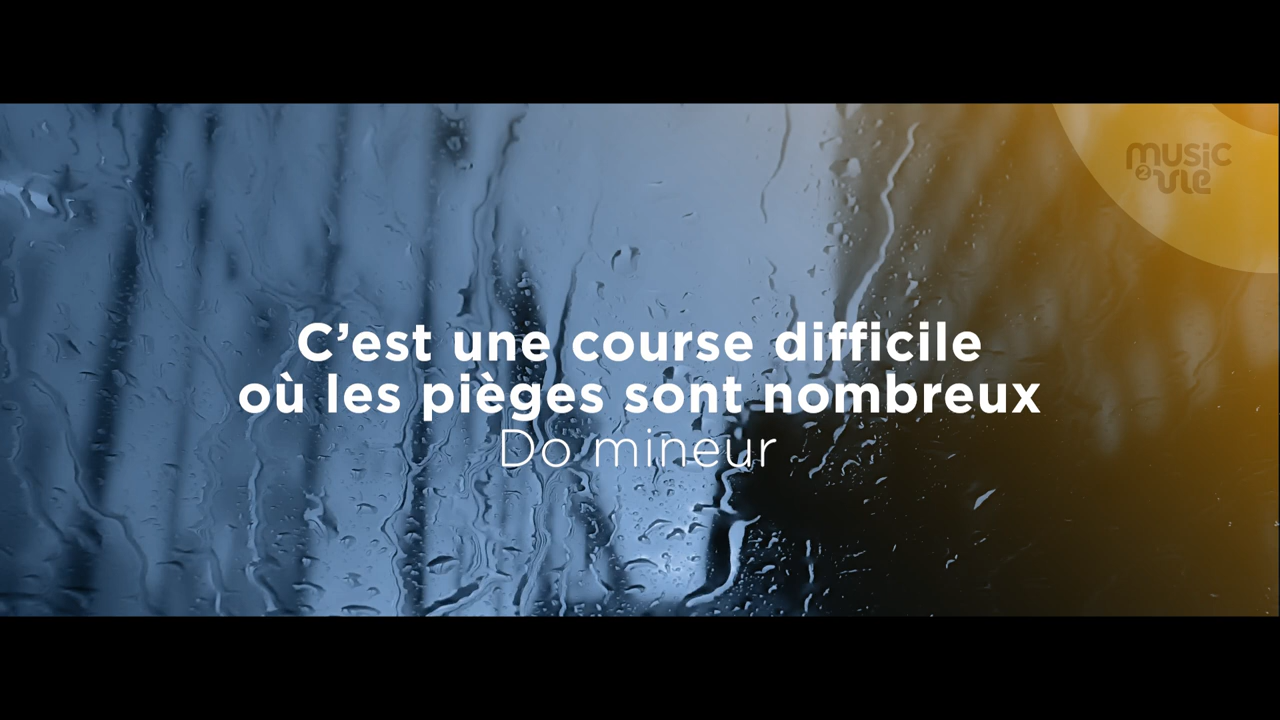 music
2 vie
C’est une course difficile
où les pièges sont nombreux
Do mineur